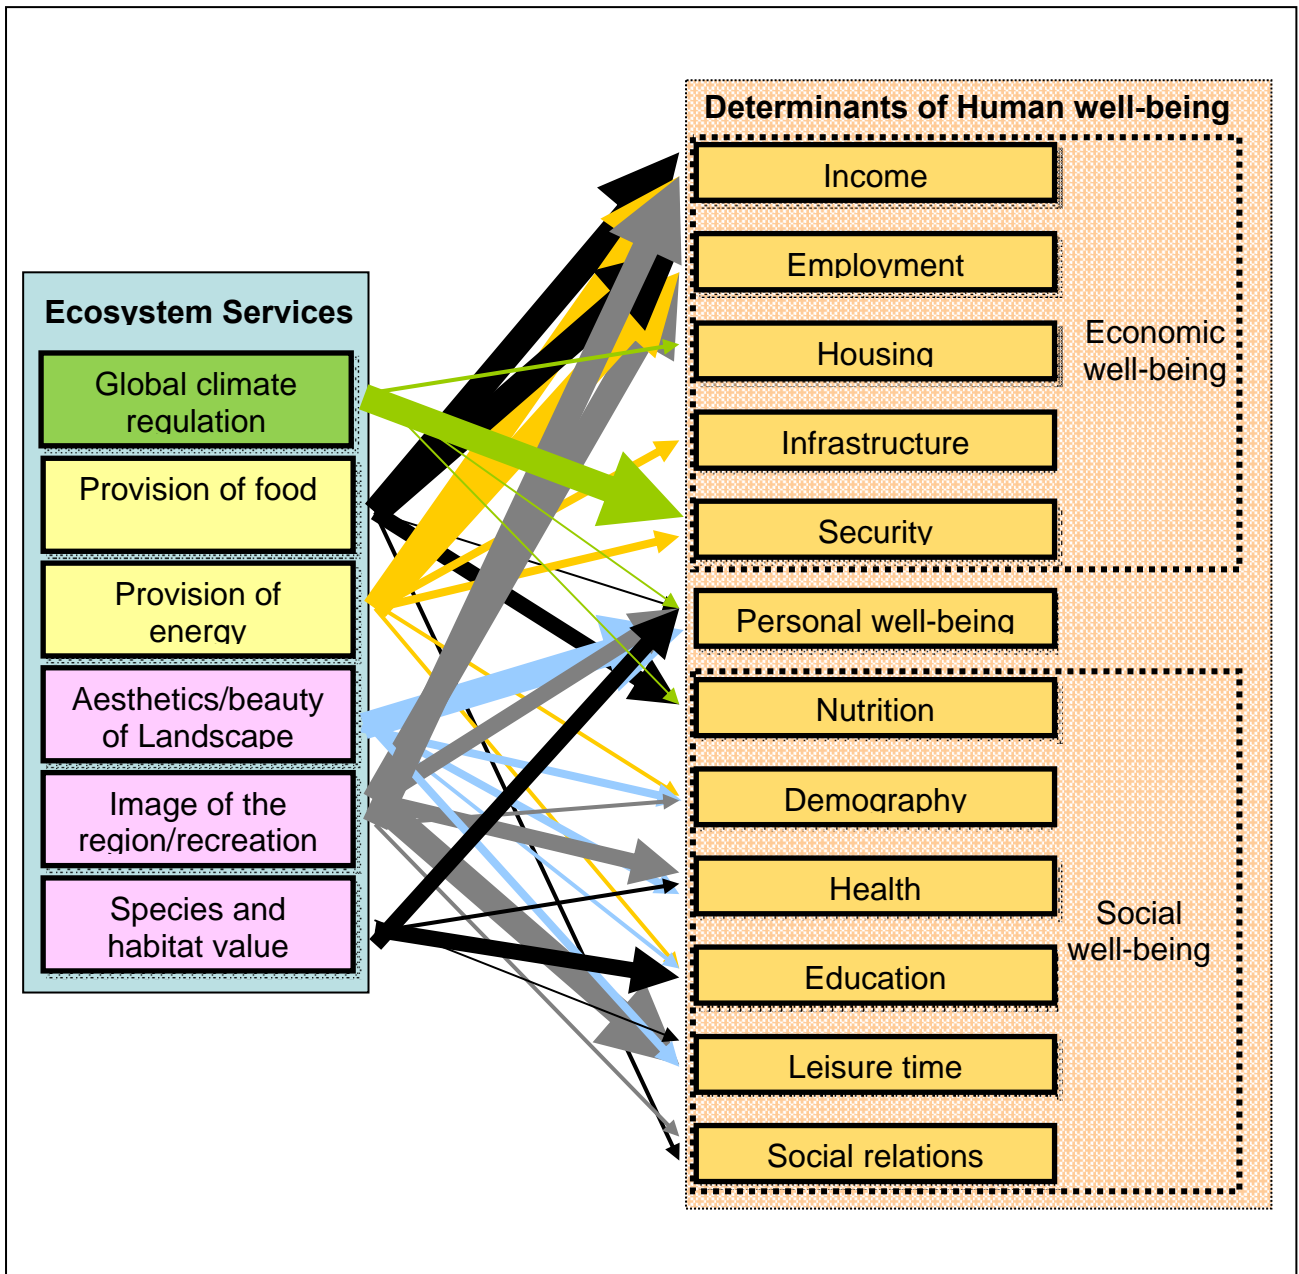 Determinants of Human well-being
Income
Employment
Housing
Infrastructure
Security
Economic
well-being
Personal well-being
Nutrition
Demography
Health
Education
Leisure time
Social relations
Social
well-being
Ecosystem Services
Global climate
regulation
Provision of food
Provision of
energy
Aesthetics/beauty
of Landscape
Image of the
region/recreation
Species and
habitat value